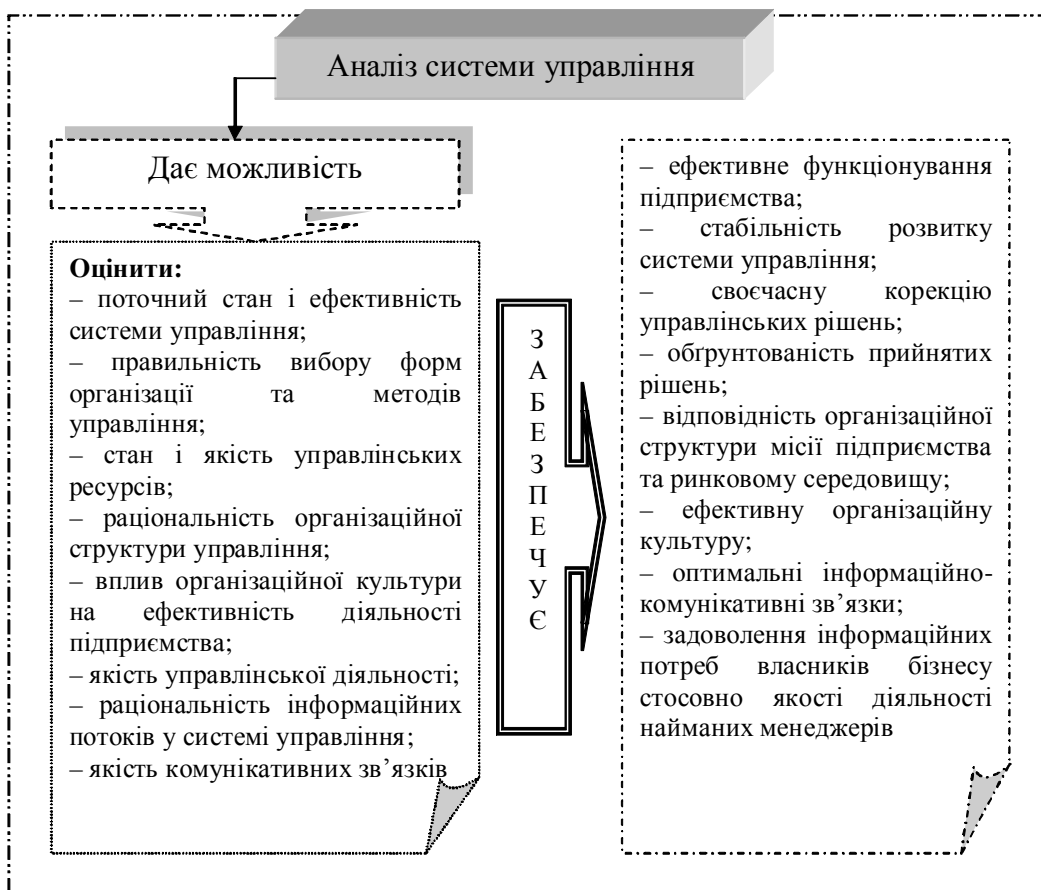 Аналіз системи управління
Дає можливість
Оцінити:
– поточний стан і ефективність
системи управління;
– правильність вибору форм
організації та методів
управління;
– стан і якість управлінських
ресурсів;
– раціональність організаційної
структури управління;
– вплив організаційної культури
на ефективність діяльності
підприємства;
– якість управлінської діяльності;
– раціональність інформаційних
потоків у системі управління;
– якість комунікативних зв’язків
З
А
Б
Е
З
П
Е
Ч
У
Є
– ефективне функціонування
підприємства;
– стабільність розвитку
системи управління;
– своєчасну корекцію
управлінських рішень;
– обґрунтованість прийнятих
рішень;
– відповідність організаційної
структури місії підприємства
та ринковому середовищу;
– ефективну організаційну
культуру;
– оптимальні інформаційно-
комунікативні зв’язки;
– задоволення інформаційних
потреб власників бізнесу
стосовно якості діяльності
найманих менеджерів